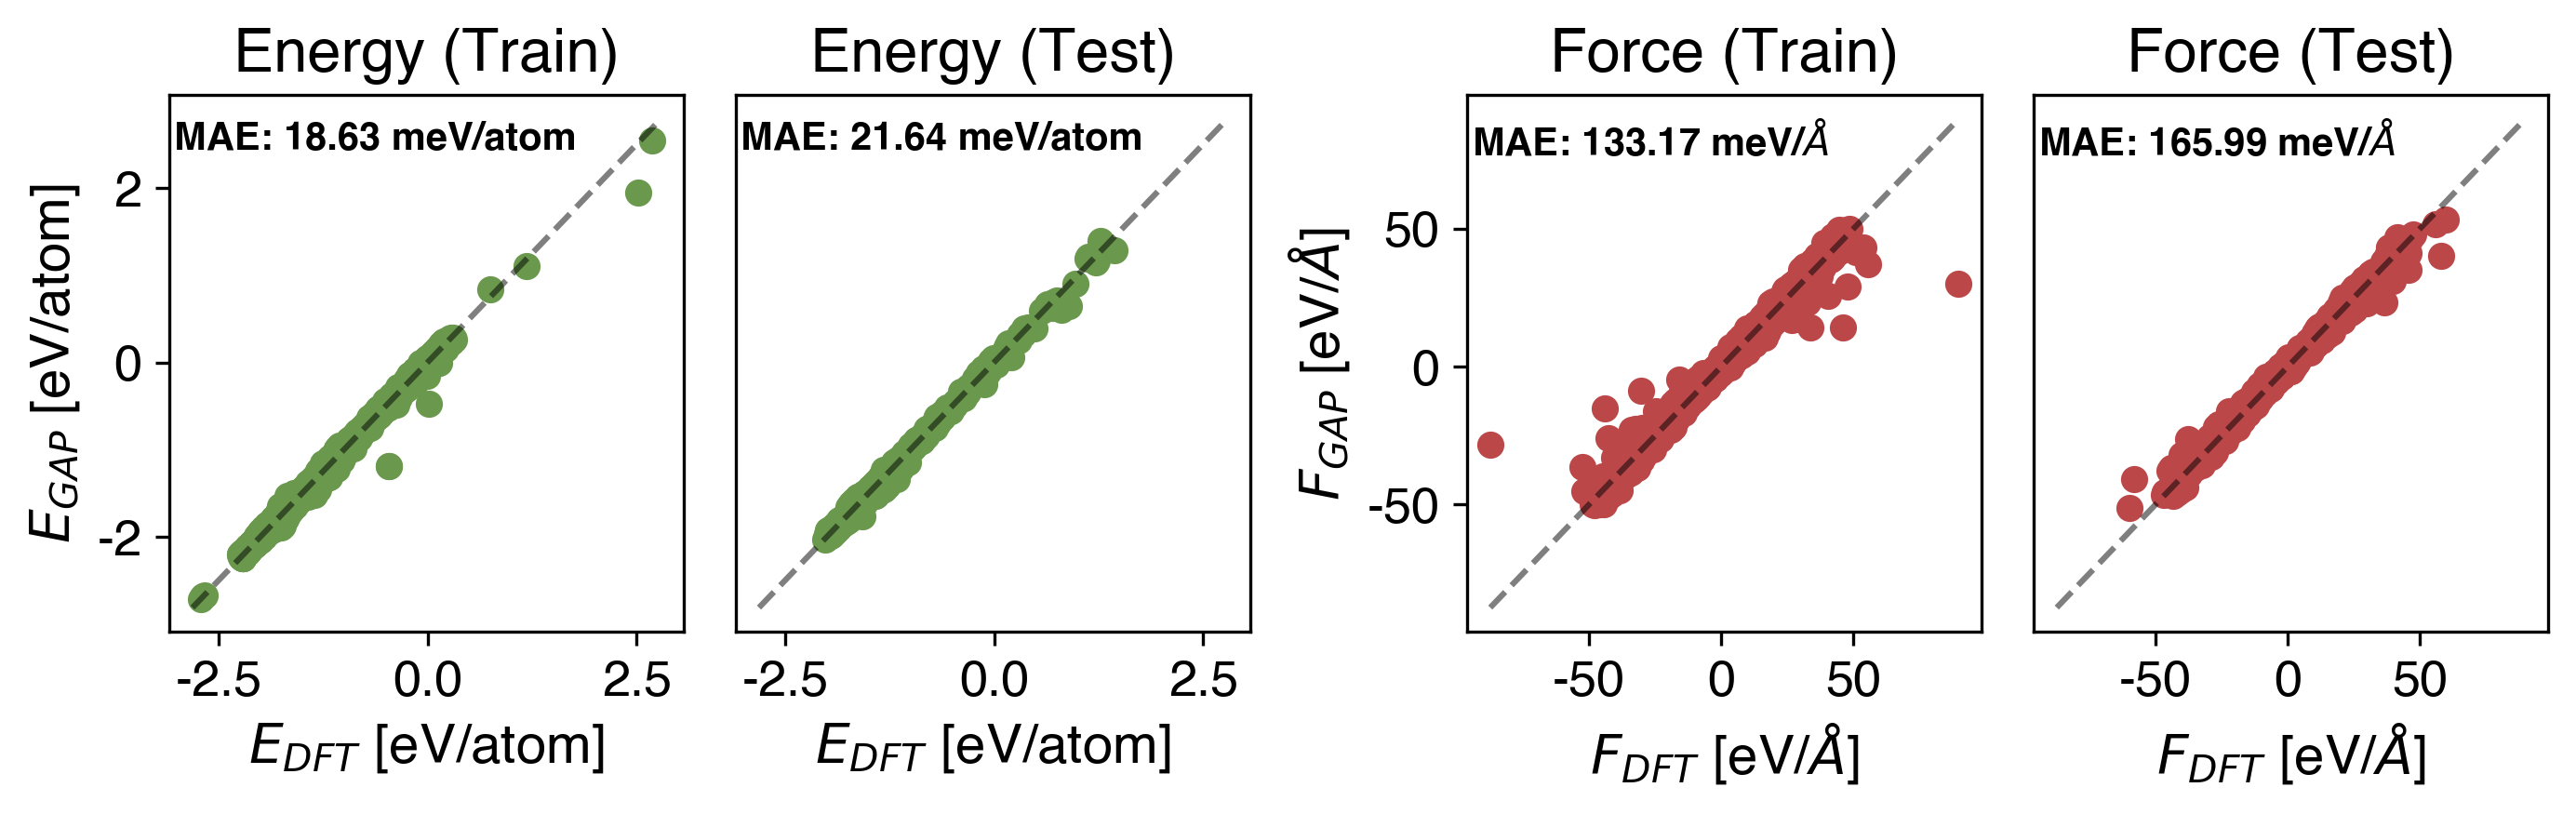 Energy (Train)
MAE: 18.63 meV/atom
E_GAP [eV/atom]
2
0
-2
-2.5 0.0 2.5
E_DFT [eV/atom]
Energy (Test)
MAE: 21.64 meV/atom
-2.5 0.0 2.5
E_DFT [eV/atom]
Force (Train)
MAE: 133.17 meV/Å
F_GAP [eV/Å]
50
0
-50
-50 0 50
F_DFT [eV/Å]
Force (Test)
MAE: 165.99 meV/Å
-50 0 50
F_DFT [eV/Å]